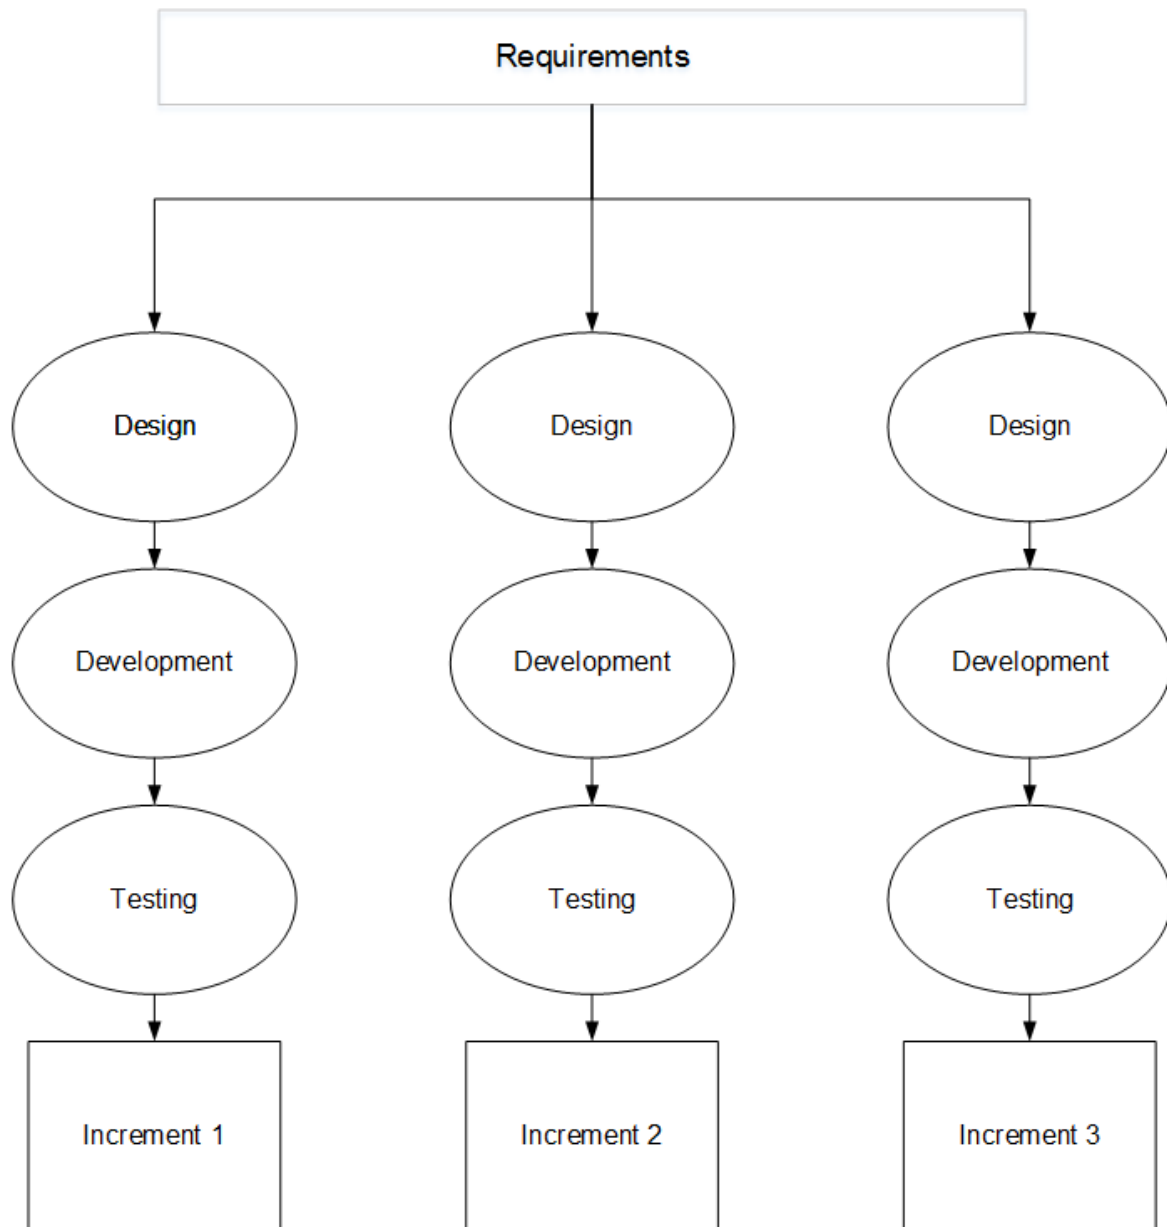 Requirements
Design
Design
Design
Development
Development
Development
Testing
Testing
Testing
Increment 1
Increment 2
Increment 3